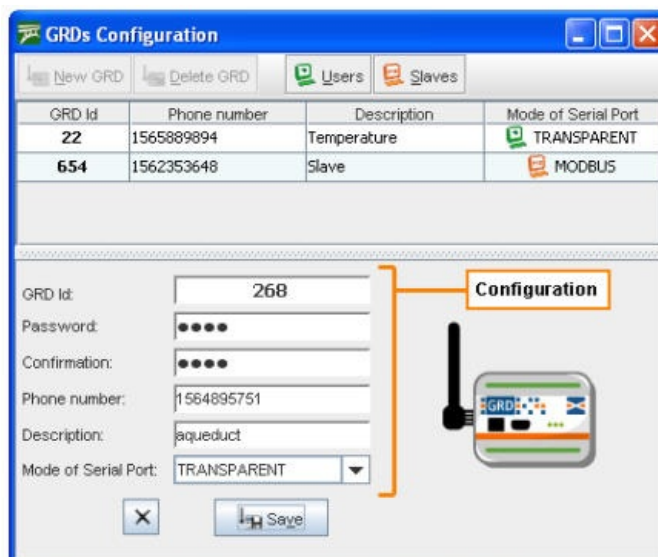 GRDs Configuration
New GRD Delete GRD Users Slaves
GRD Id Phone number Description Mode of Serial Port
22 1565889894 Temperature TRANSPARENT
654 1562353648 Slave MODBUS
GRD Id: 268
Configuration
Password: ●●●●
Confirmation: ●●●●
Phone number: 1564895751
Description: aqueduct
Mode of Serial Port: TRANSPARENT
GRD
X Save